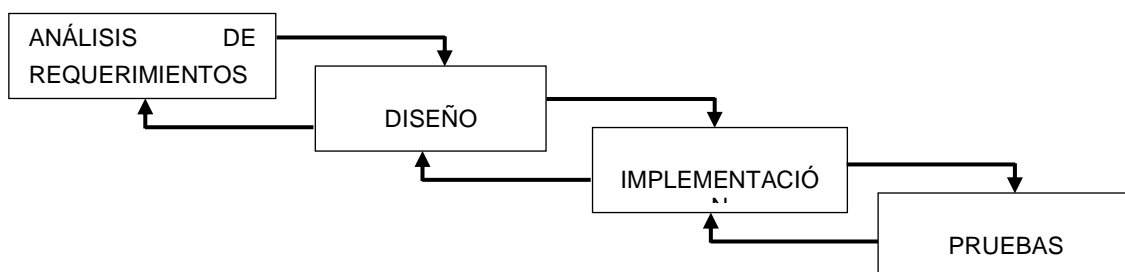 ANÁLISIS DE
REQUERIMIENTOS
DISEÑO
IMPLEMENTACIÓ
PRUEBAS